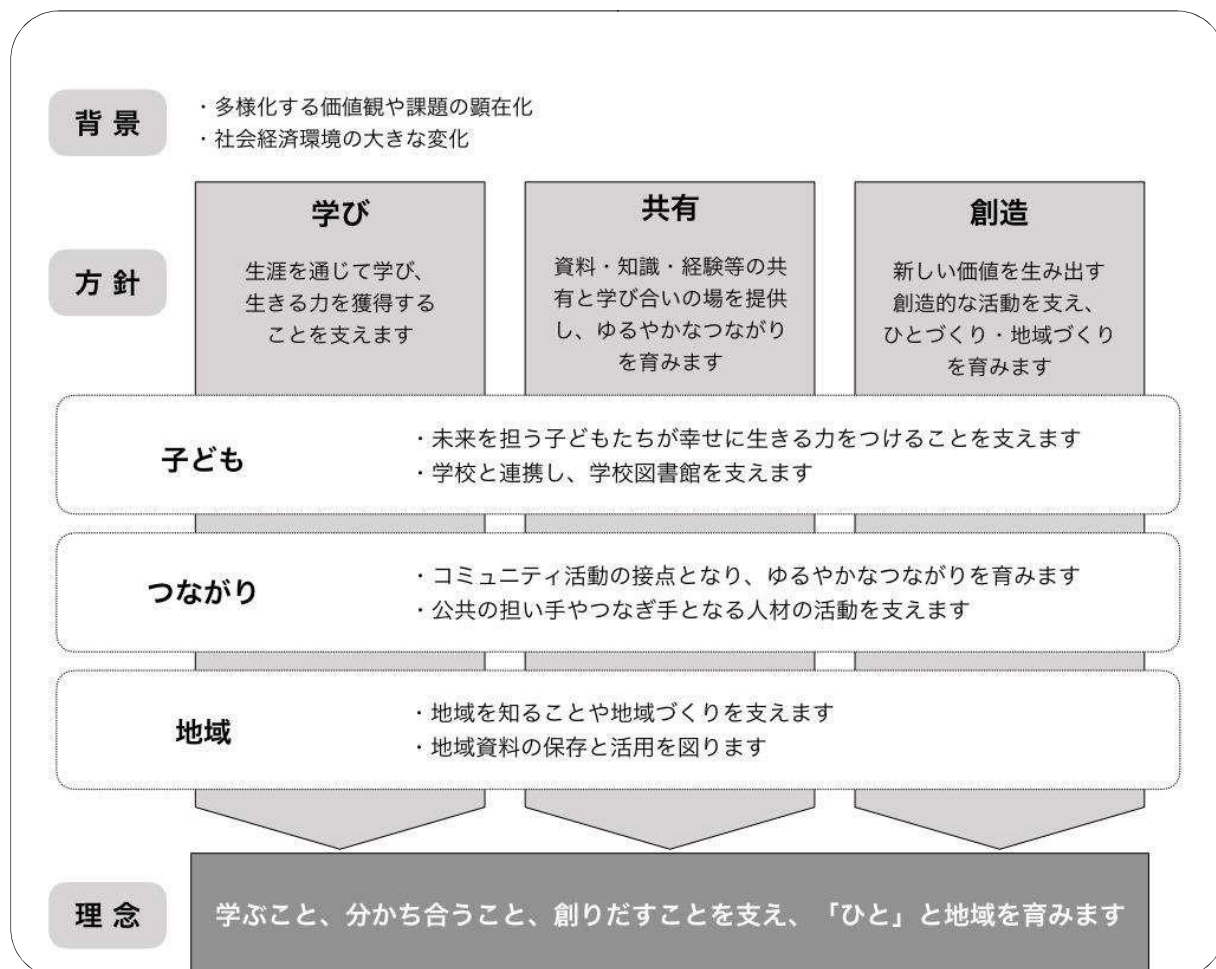 背景
・多様化する価値観や課題の顕在化
・社会経済環境の大きな変化
方針
学び
生涯を通じて学び、
生きる力を獲得する
ことを支えます
共有
資料・知識・経験等の共
有と学び合いの場を提供
し、ゆるやかなつながり
を育みます
創造
新しい価値を生み出す
創造的な活動を支え、
ひとづくり・地域づくり
を育みます
子ども
・未来を担う子どもたちが幸せに生きる力をつけることを支えます
・学校と連携し、学校図書館を支えます
つながり
・コミュニティ活動の接点となり、ゆるやかなつながりを育みます
・公共の担い手やつなぎ手となる人材の活動を支えます
地域
・地域を知ることや地域づくりを支えます
・地域資料の保存と活用を図ります
理念
学ぶこと、分かち合うこと、創りだすことを支え、「ひと」と地域を育みます